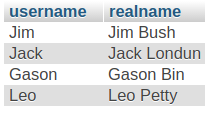 username realname
Jim Jim Bush
Jack Jack Londun
Gason Gason Bin
Leo Leo Petty